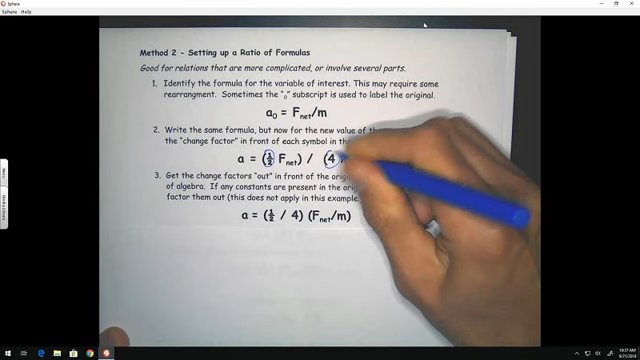 Sphere
Sphere Help
Method 2 - Setting up a Ratio of Formulas
Good for relations that are more complicated, or involve several parts.
1. Identify the formula for the variable of interest. This may require some
rearrangment. Sometimes the "₀" subscript is used to label the original.
a₀ = Fnet/m
2. Write the same formula, but now for the new value of
the "change factor" in front of each symbol in
a = (½ Fnet) / (4
3. Get the change factors "out" in front of the
of algebra. If any constants are present in the
factor them out (this does not apply in this example
a = (½ / 4) (Fnet/m)
10:37 AM
9/21/2018